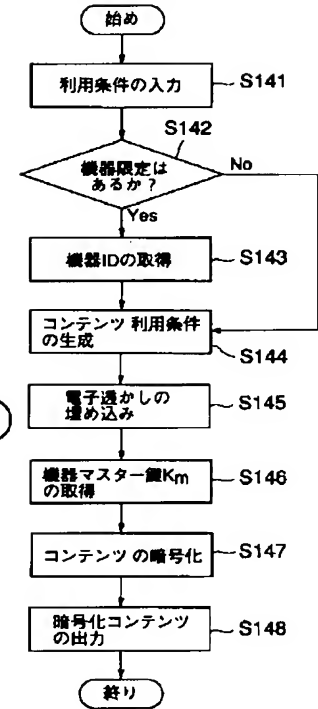 始め
利用条件の入力
S141
S142
機器限定は
あるか?
No
Yes
機器IDの取得
S143
コンテンツ 利用条件
の生成
S144
電子透かしの
埋め込み
S145
機器マスター鍵Km
の取得
S146
コンテンツ の暗号化
S147
暗号化コンテンツ
の出力
S148
終り